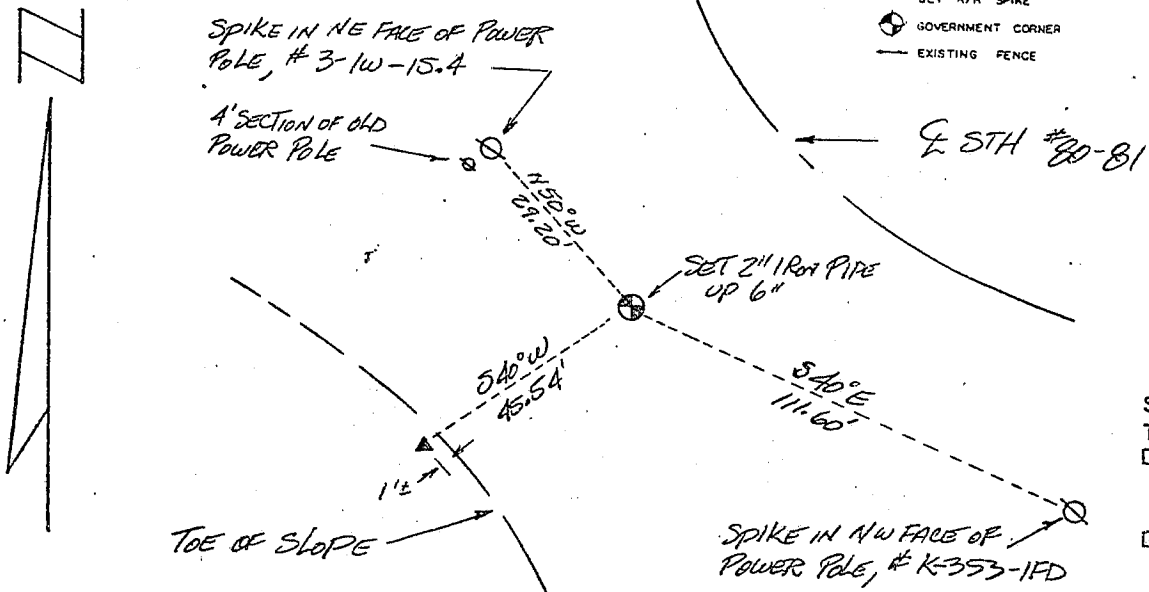 SPIKE IN NE FACE OF POWER
POLE, # 3-1W-15.4
4' SECTION OF OLD
POWER POLE
SPIKE
GOVERNMENT CORNER
EXISTING FENCE
℄ STH #80-81
N50°W
29.20'
SET 2" IRON PIPE
UP 6"
S40°W
45.54'
S40°E
111.60'
1'±
TOE OF SLOPE
SPIKE IN NW FACE OF
POWER POLE, # K-353-1FD